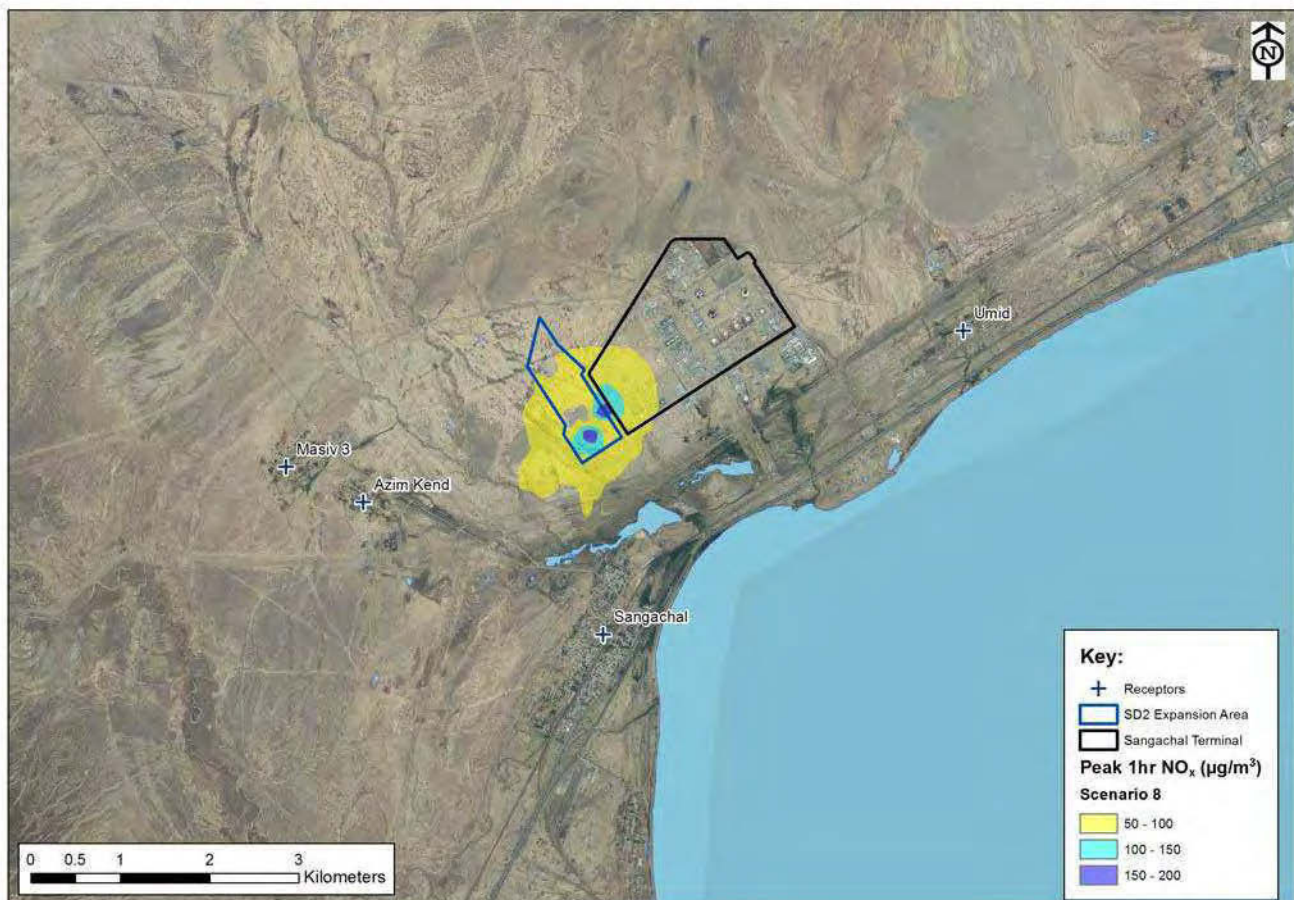 N
Umid
Masiv 3
Azim Kend
Sangachal
Key:
Receptors
SD2 Expansion Area
Sangachal Terminal
Peak 1hr NOₓ (µg/m³)
Scenario 8
50 - 100
100 - 150
150 - 200
0 0.5 1 2 3
Kilometers